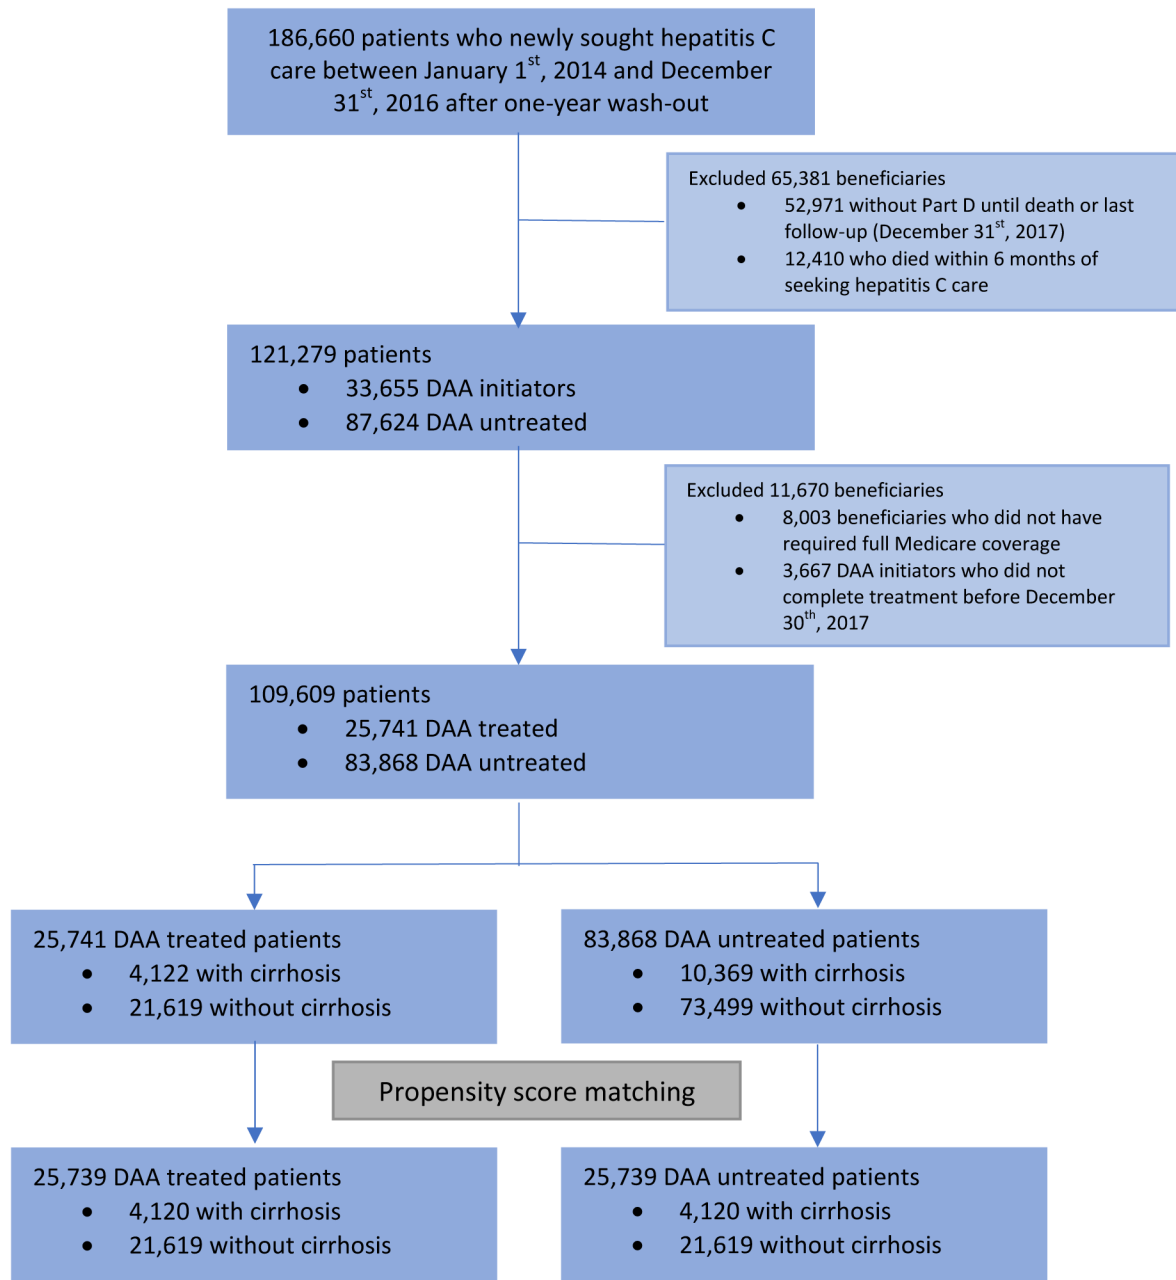 186,660 patients who newly sought hepatitis C
care between January 1st, 2014 and December
31st, 2016 after one-year wash-out
Excluded 65,381 beneficiaries
• 52,971 without Part D until death or last
follow-up (December 31st, 2017)
• 12,410 who died within 6 months of
seeking hepatitis C care
121,279 patients
• 33,655 DAA initiators
• 87,624 DAA untreated
Excluded 11,670 beneficiaries
• 8,003 beneficiaries who did not have
required full Medicare coverage
• 3,667 DAA initiators who did not
complete treatment before December
30th, 2017
109,609 patients
• 25,741 DAA treated
• 83,868 DAA untreated
25,741 DAA treated patients
• 4,122 with cirrhosis
• 21,619 without cirrhosis
83,868 DAA untreated patients
• 10,369 with cirrhosis
• 73,499 without cirrhosis
Propensity score matching
25,739 DAA treated patients
• 4,120 with cirrhosis
• 21,619 without cirrhosis
25,739 DAA untreated patients
• 4,120 with cirrhosis
• 21,619 without cirrhosis